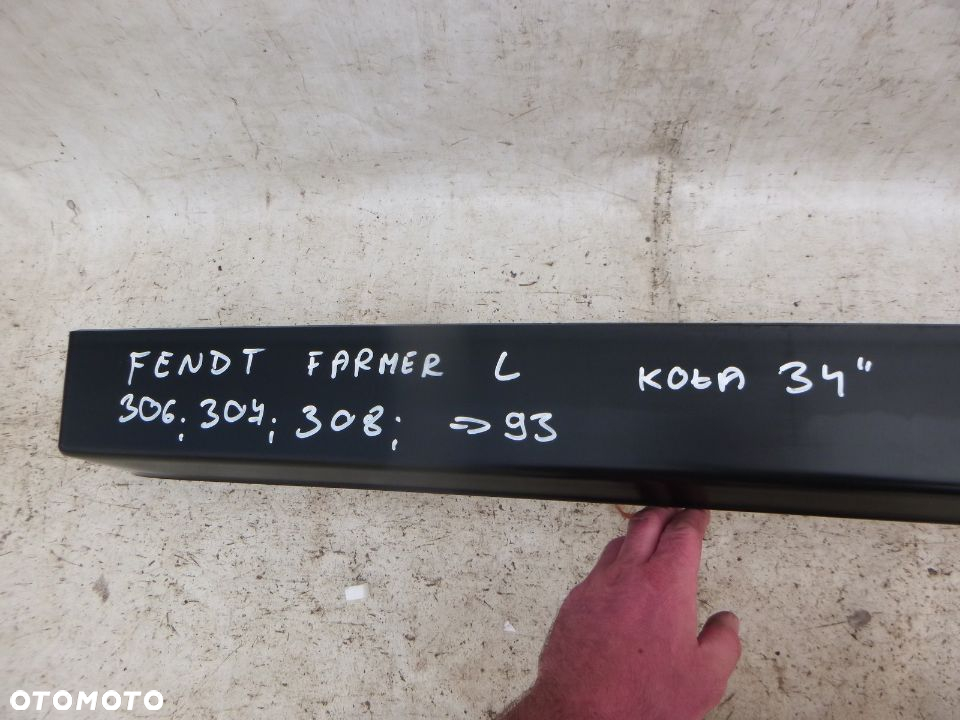 FENDT FARMER L KOŁA 34"
306; 307; 308; => 93
OTOMOTO